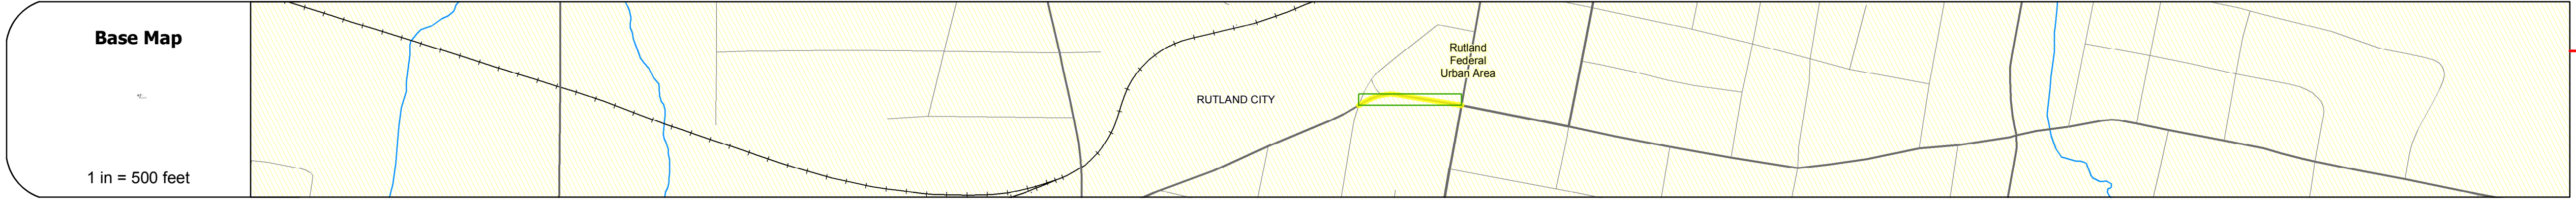 Base Map
1 in = 500 feet
RUTLAND CITY
Rutland
Federal
Urban Area